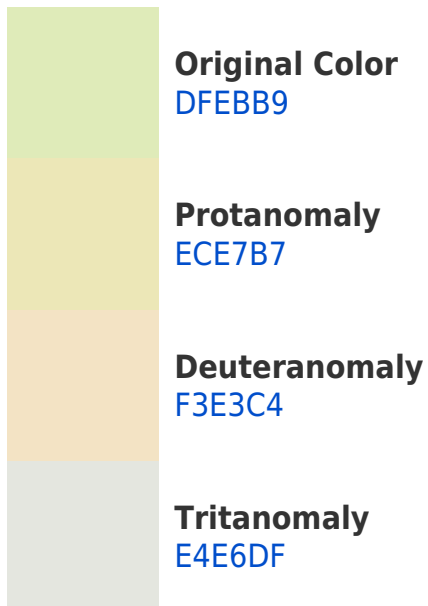 Original Color
DFEBB9
Protanomaly
ECE7B7
Deuteranomaly
F3E3C4
Tritanomaly
E4E6DF